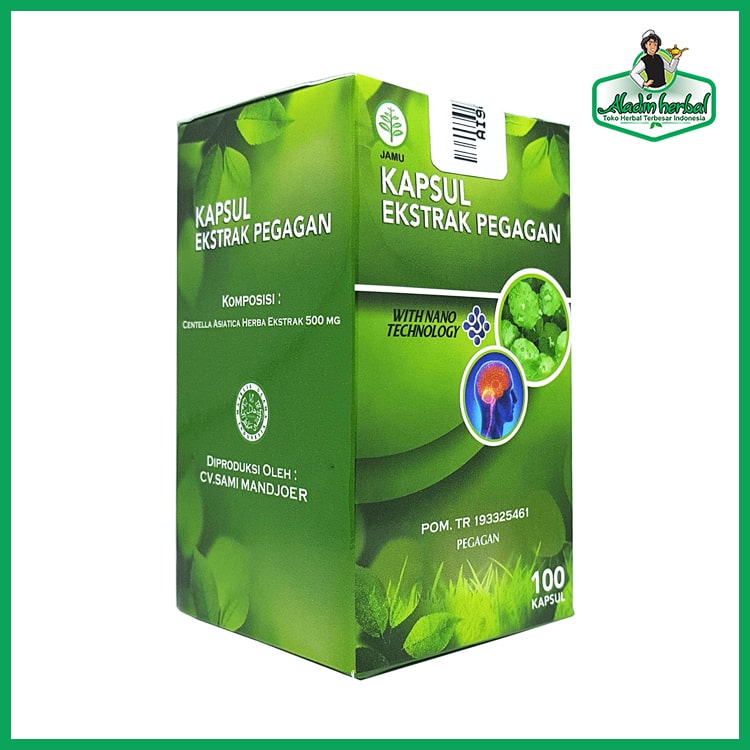 Aladin herbal
Toko Herbal Terbesar Indonesia
JAMU
KAPSUL
EKSTRAK PEGAGAN
WITH NANO
TECHNOLOGY
POM. TR 193325461
PEGAGAN
100
KAPSUL
KAPSUL
EKSTRAK PEGAGAN
KOMPOSISI :
CENTELLA ASIATICA HERBA EKSTRAK 500 MG
DIPRODUKSI OLEH :
CV.SAMI MANDJOER